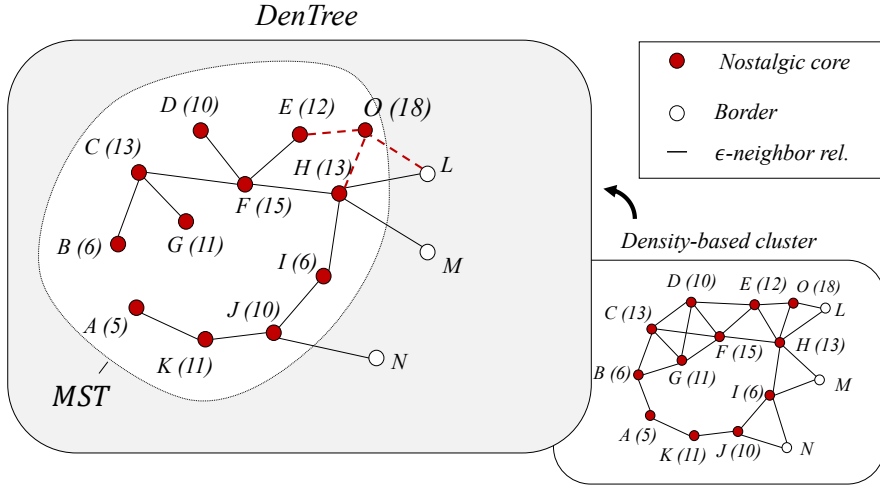 DenTree
Nostalgic core
Border
ϵ-neighbor rel.
D (10)
E (12)
O (18)
C (13)
H (13)
L
F (15)
B (6)
G (11)
M
I (6)
A (5)
J (10)
K (11)
N
MST
Density-based cluster
D (10)
E (12)
O (18)
L
C (13)
F (15)
H (13)
B (6)
G (11)
M
I (6)
A (5)
K (11)
J (10)
N